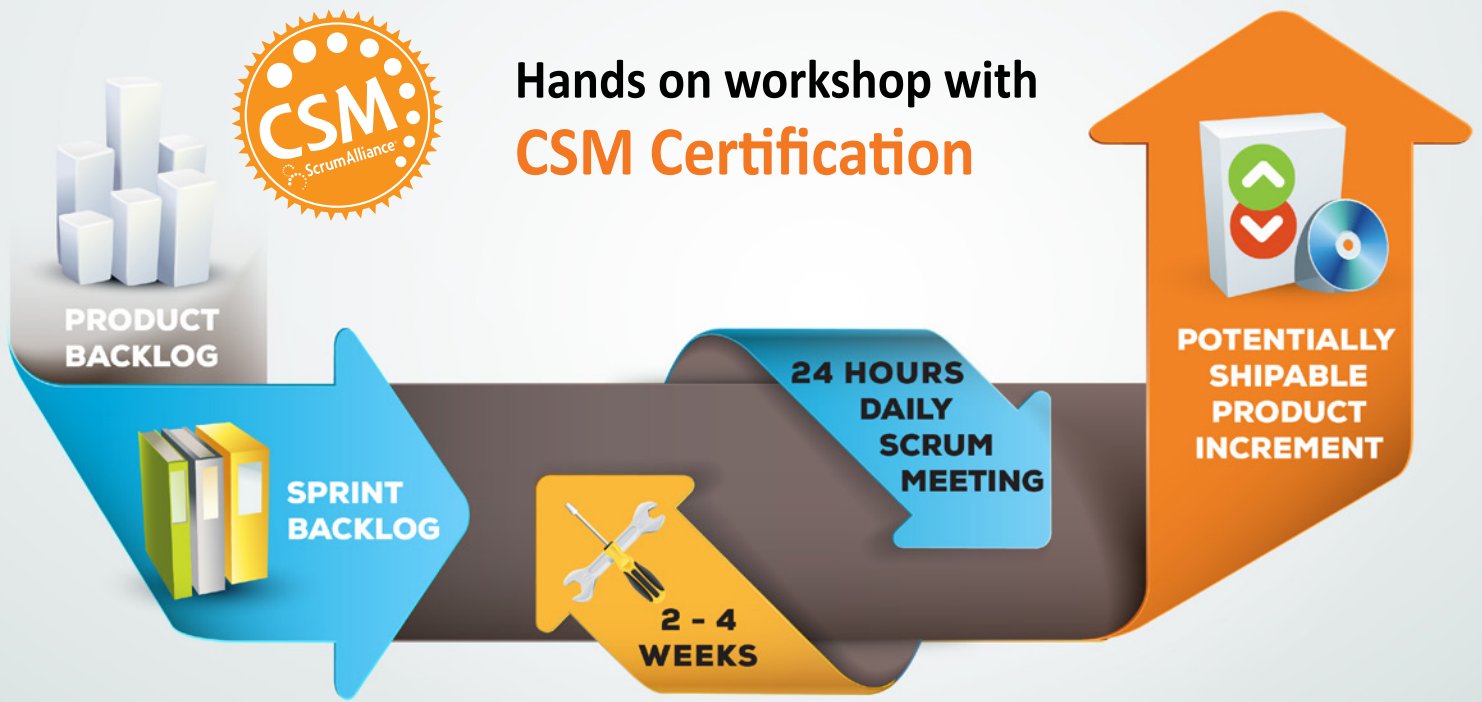 CSM
ScrumAlliance
Hands on workshop with
CSM Certification
PRODUCT
BACKLOG
SPRINT
BACKLOG
24 HOURS
DAILY
SCRUM
MEETING
2 - 4
WEEKS
POTENTIALLY
SHIPABLE
PRODUCT
INCREMENT